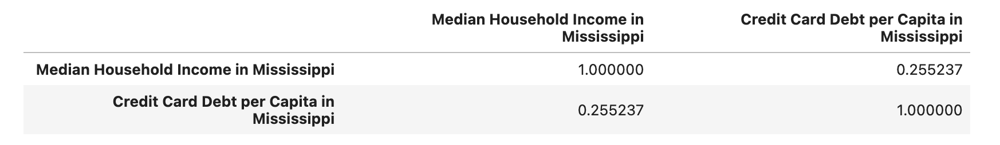 Median Household Income in
Mississippi
Credit Card Debt per Capita in
Mississippi
Median Household Income in Mississippi 1.000000 0.255237
Credit Card Debt per Capita in
Mississippi
0.255237 1.000000